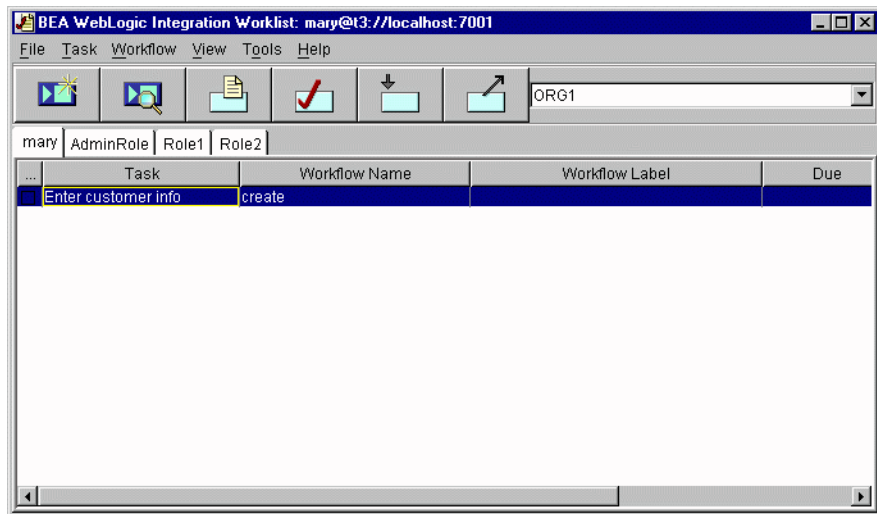 BEA WebLogic Integration Worklist: mary@t3://localhost:7001
File Task Workflow View Tools Help
ORG1
mary AdminRole Role1 Role2
... Task Workflow Name Workflow Label Due
Enter customer info create